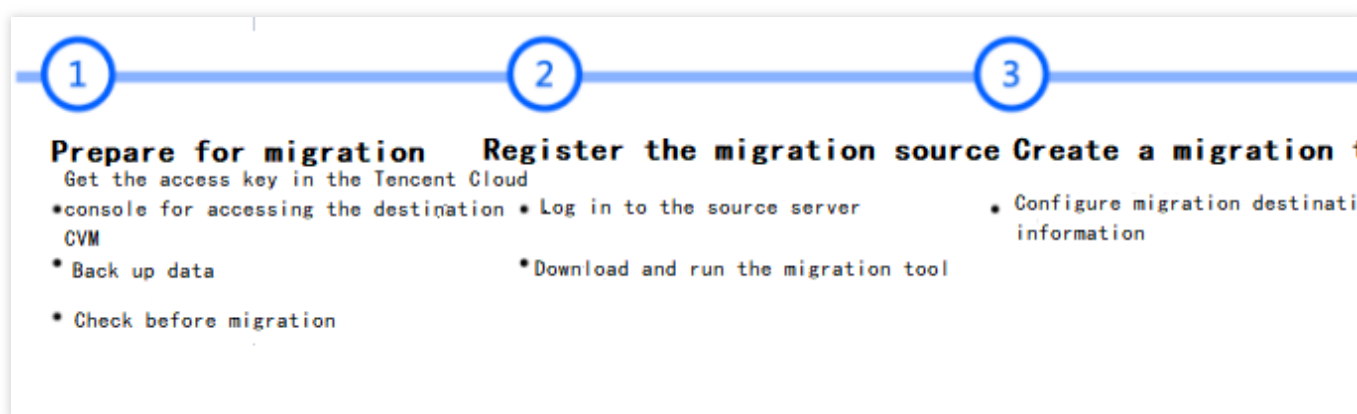 1
2
3
Prepare for migration
Get the access key in the Tencent Cloud
•console for accessing the destination
CVM
• Back up data
• Check before migration
Register the migration source
• Log in to the source server
•Download and run the migration tool
Create a migration
• Configure migration
information